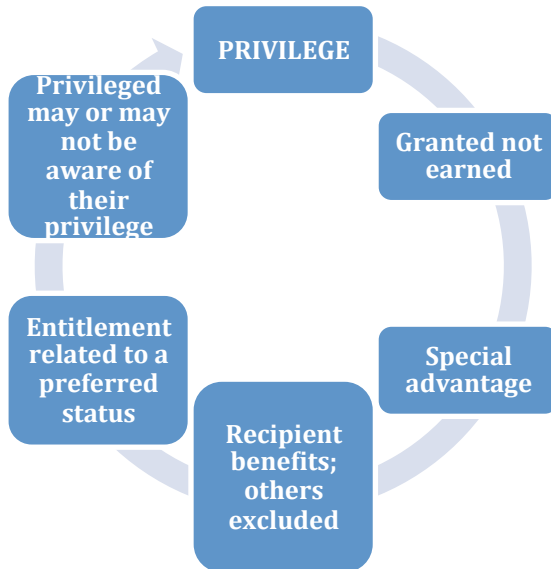 PRIVILEGE
Granted not
earned
Special
advantage
Recipient
benefits;
others
excluded
Entitlement
related to a
preferred
status
Privileged
may or may
not be
aware of
their
privilege